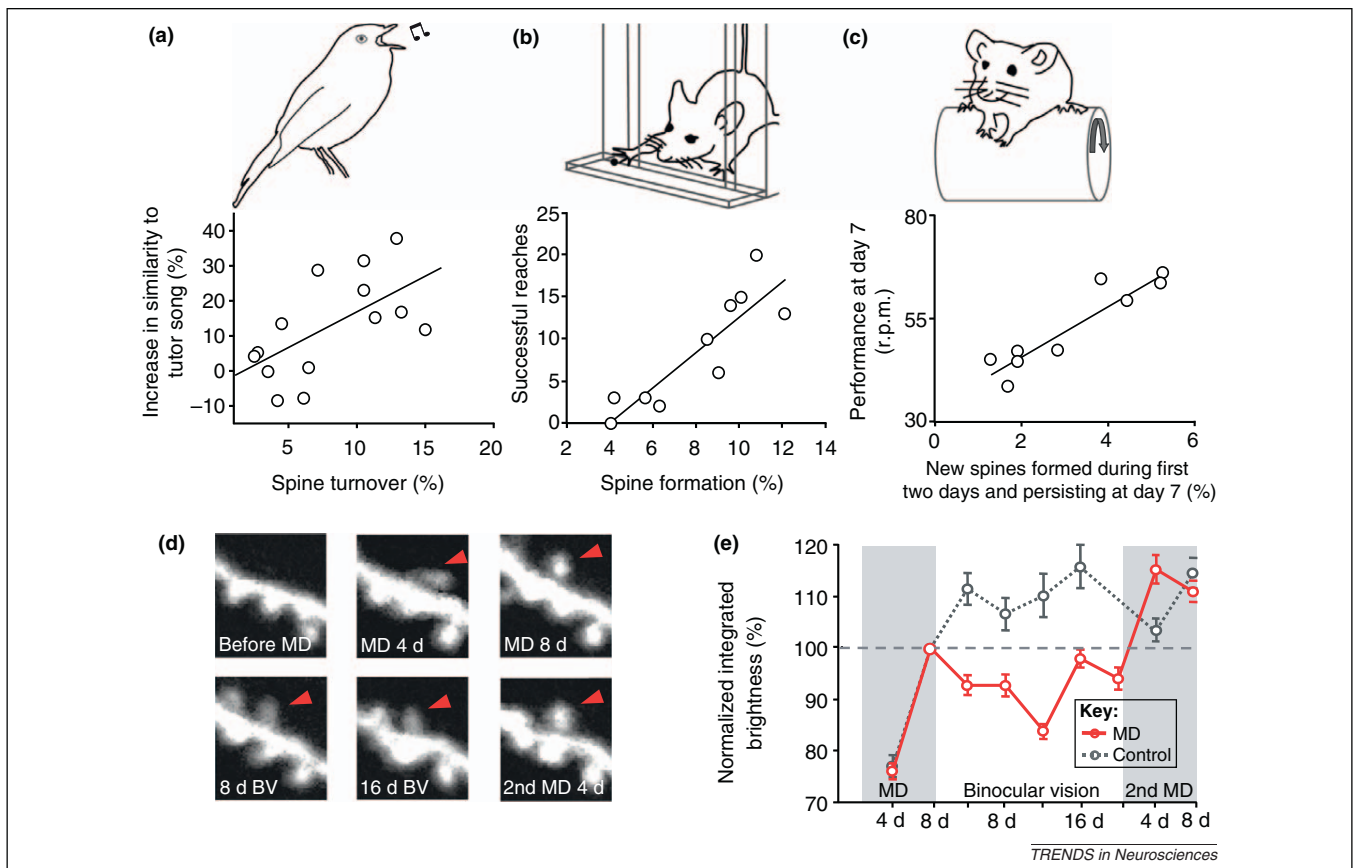 (a)
(b)
(c)
Increase in similarity to
tutor song (%)
40
30
20
10
0
−10
5
10
15
20
Spine turnover (%)
Successful reaches
25
20
15
10
5
0
2
4
6
8
10
12
14
Spine formation (%)
Performance at day 7
(r.p.m.)
80
55
30
0
2
4
6
New spines formed during first
two days and persisting at day 7 (%)
(d)
Before MD
MD 4 d
MD 8 d
8 d BV
16 d BV
2nd MD 4 d
(e)
Normalized integrated
brightness (%)
120
110
100
90
80
70
Key:
MD
Control
MD
Binocular vision
2nd MD
4 d
8 d
8 d
16 d
4 d
8 d
TRENDS in Neurosciences